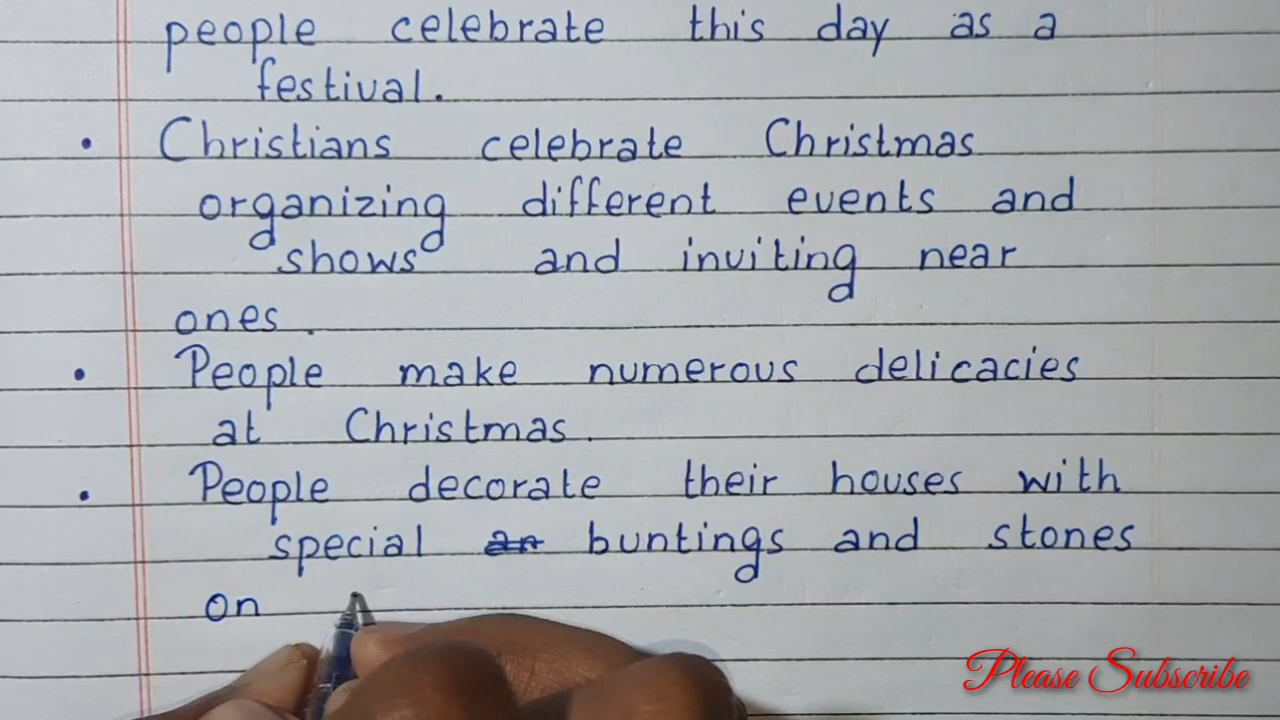 people celebrate this day as a
festival.
• Christians celebrate Christmas
organizing different events and
shows and inviting near
ones.
• People make numerous delicacies
at Christmas.
• People decorate their houses with
special buntings and stones
on
Please Subscribe